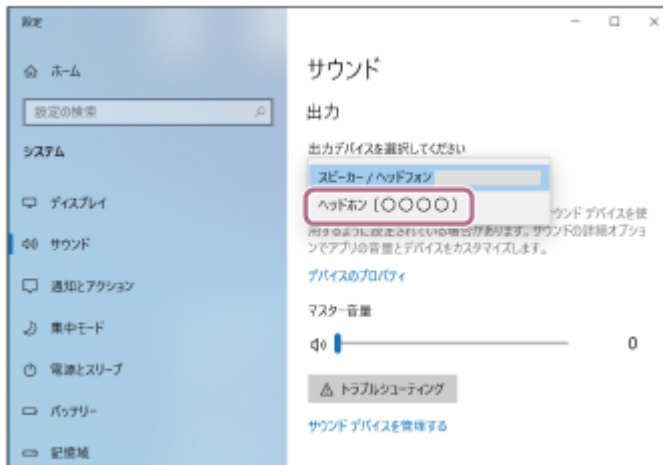 設定
ホーム
設定の検索
システム
ディスプレイ
サウンド
通知とアクション
集中モード
電源とスリープ
バッテリー
記憶域
サウンド
出力
出力デバイスを選択してください
スピーカー / ヘッドフォン
ヘッドホン (〇〇〇〇)
ウンド デバイスを使
用するように設定されている場合があります。サウンドの詳細オプショ
ンでアプリの音量とデバイスをカスタマイズします。
デバイスのプロパティ
マスター音量
0
トラブルシューティング
サウンド デバイスを管理する